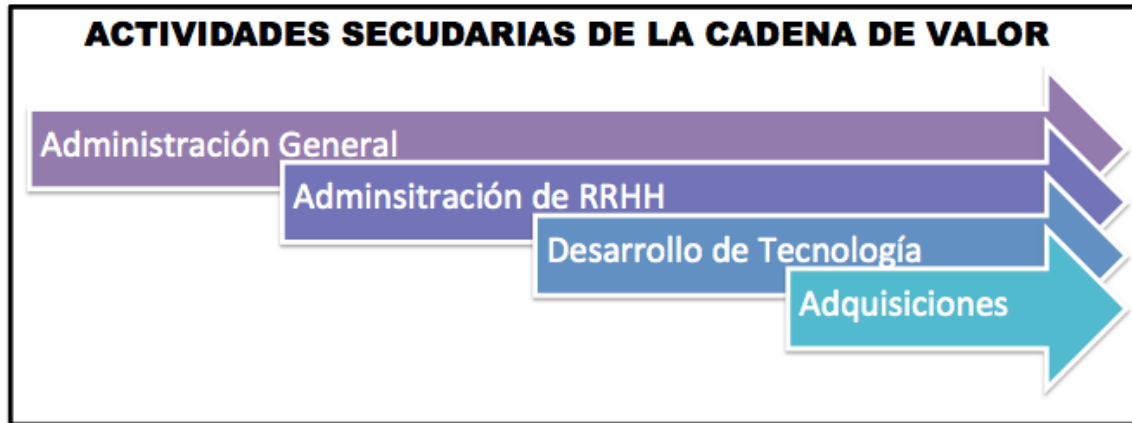 ACTIVIDADES SECUDARIAS DE LA CADENA DE VALOR
Administración General
Adminsitración de RRHH
Desarrollo de Tecnología
Adquisiciones